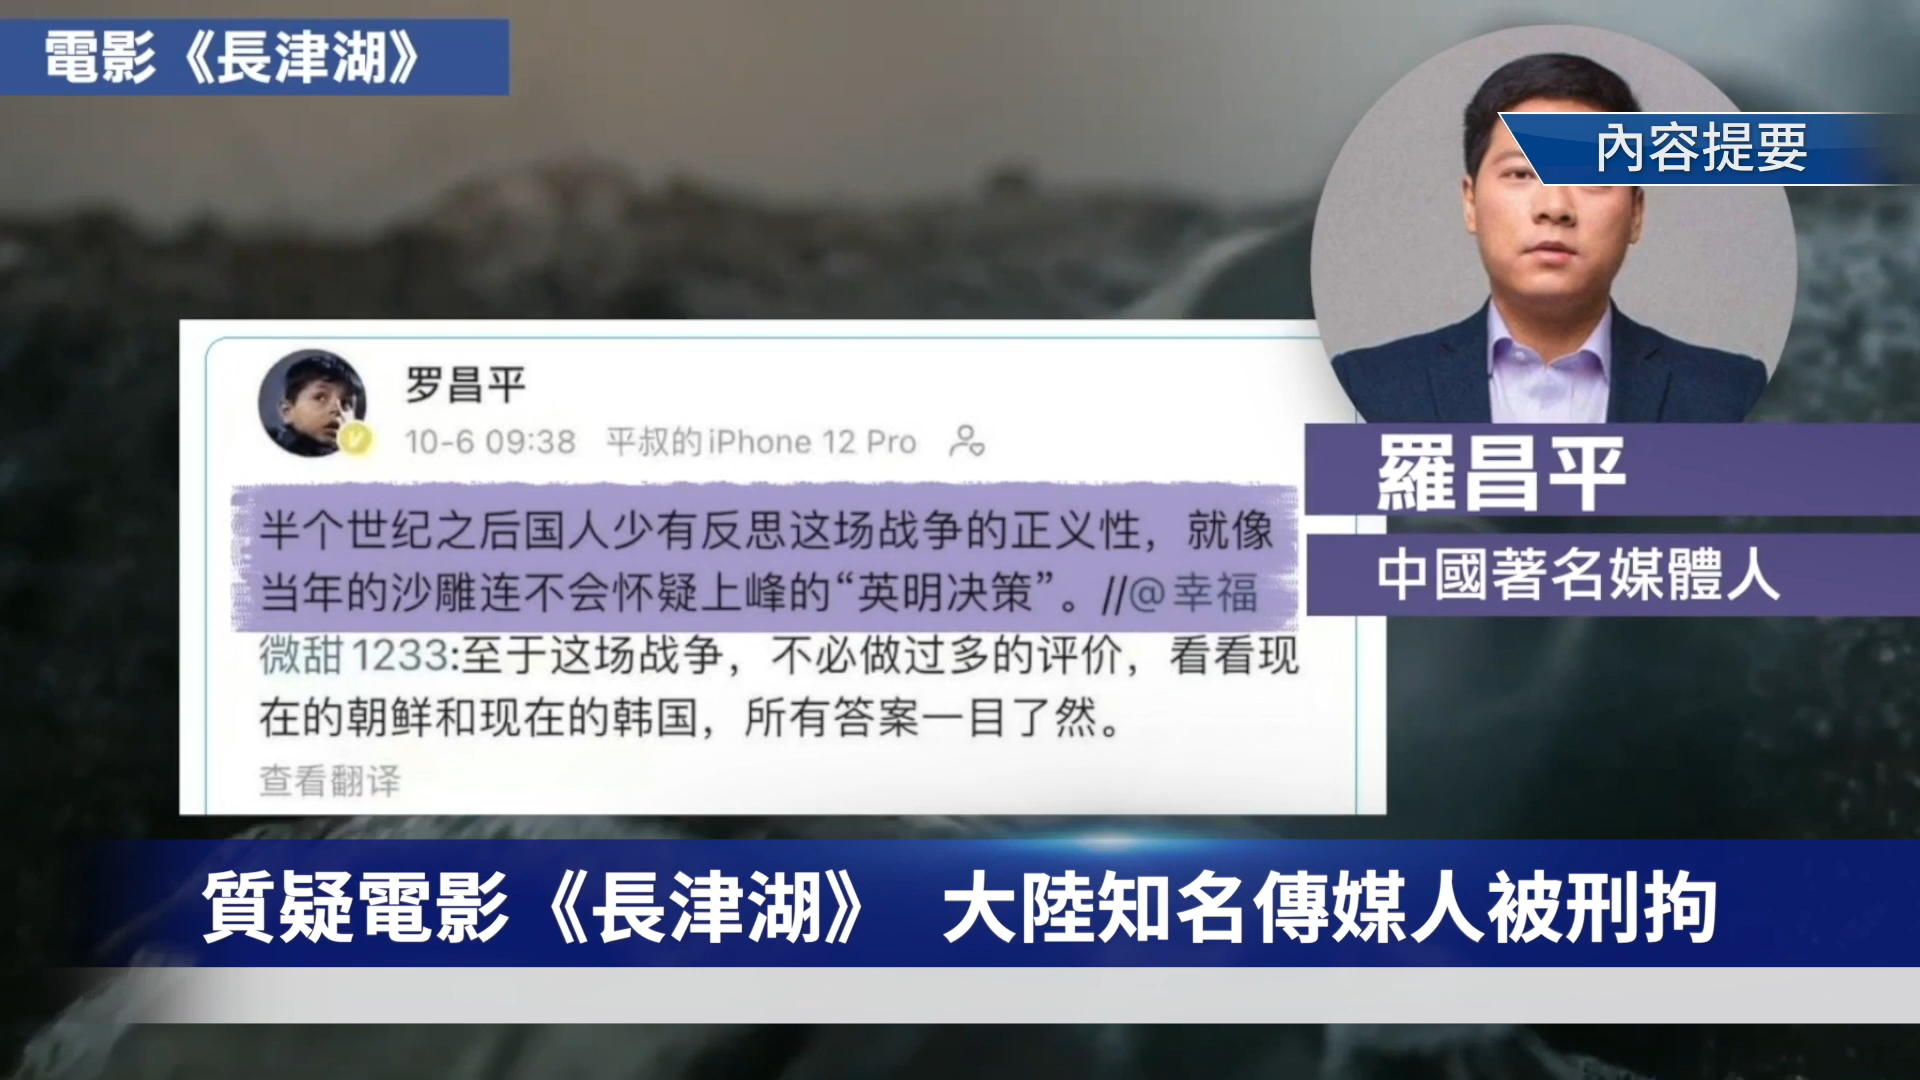 電影《長津湖》
內容提要
罗昌平
10-6 09:38 平叔的iPhone 12 Pro
半个世纪之后国人少有反思这场战争的正义性，就像
当年的沙雕连不会怀疑上峰的“英明决策”。//@幸福
微甜1233:至于这场战争，不必做过多的评价，看看现
在的朝鲜和现在的韩国，所有答案一目了然。
查看翻译
羅昌平
中國著名媒體人
質疑電影《長津湖》 大陸知名傳媒人被刑拘